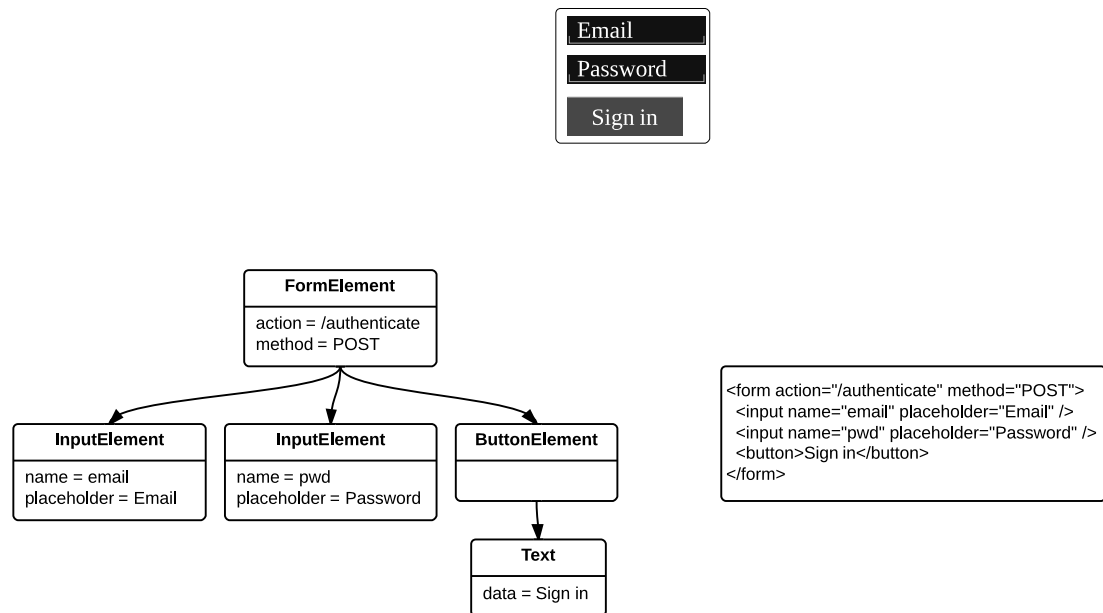 Email
Password
Sign in
FormElement
action = /authenticate
method = POST
InputElement
name = email
placeholder = Email
InputElement
name = pwd
placeholder = Password
ButtonElement
Text
data = Sign in
<form action="/authenticate" method="POST">
<input name="email" placeholder="Email" />
<input name="pwd" placeholder="Password" />
<button>Sign in</button>
</form>